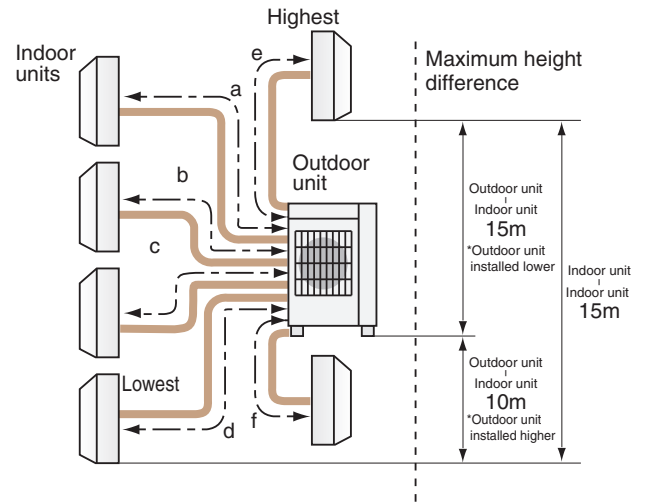 Highest
Indoor
units
e
a
b
c
Lowest
d
f
Outdoor
unit
Maximum height
difference
Outdoor unit
Indoor unit
15m
*Outdoor unit
installed lower
Indoor unit
Indoor unit
15m
Outdoor unit
Indoor unit
10m
*Outdoor unit
installed higher